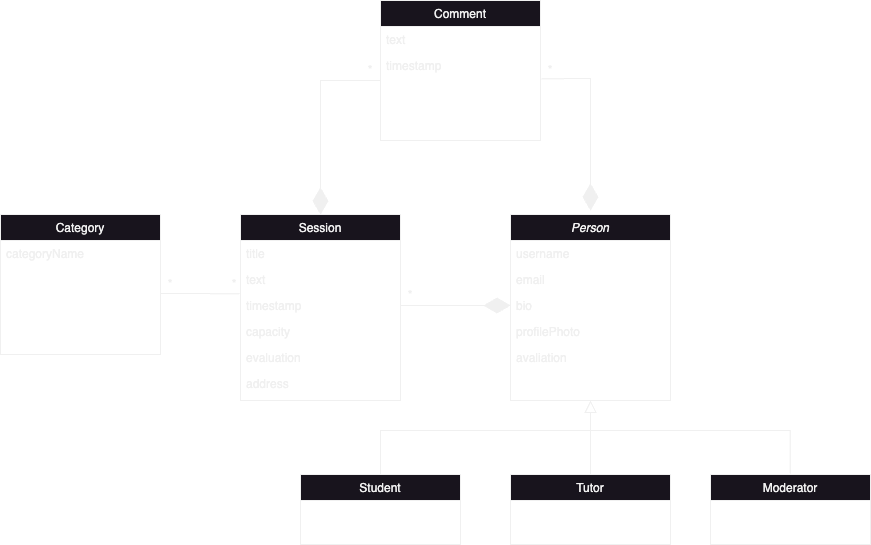 Comment
text
timestamp
*
*
Category
categoryName
*
*
Session
title
text
timestamp
capacity
evaluation
address
*
Person
username
email
bio
profilePhoto
avaliation
Student
Tutor
Moderator